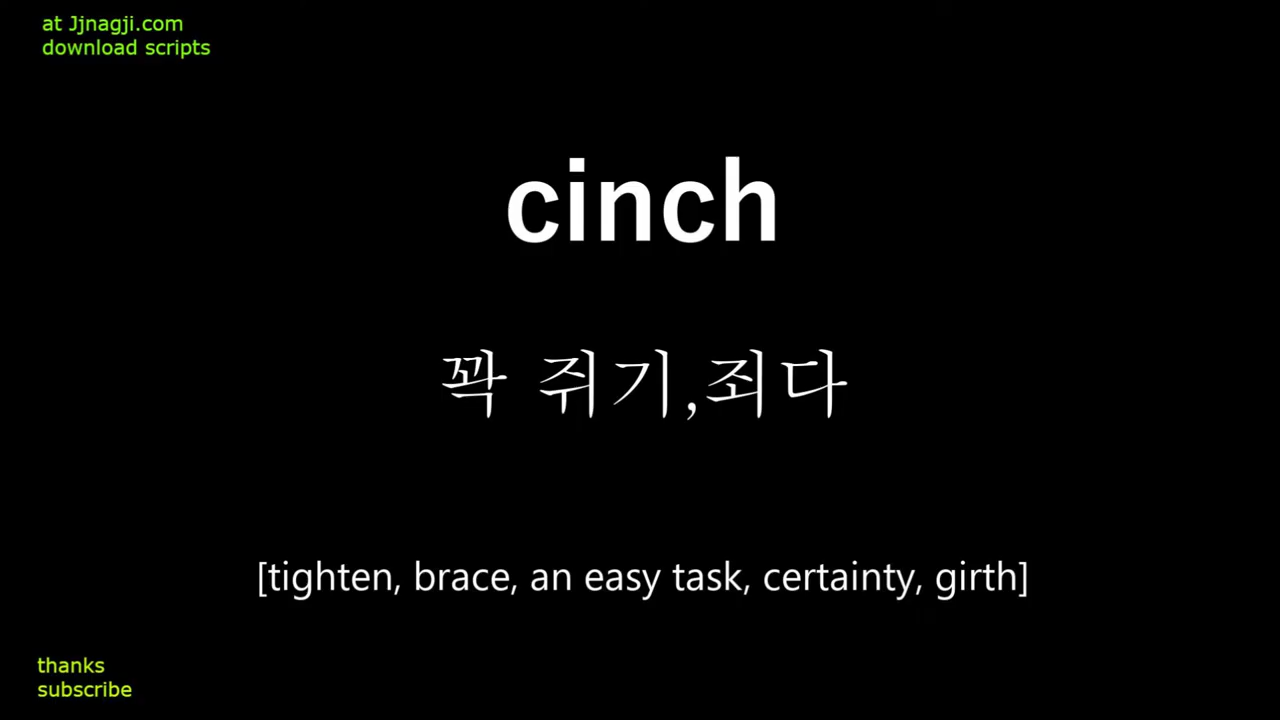 at Jjnagji.com
download scripts
cinch
꽉 쥐기,죄다
[tighten, brace, an easy task, certainty, girth]
thanks
subscribe